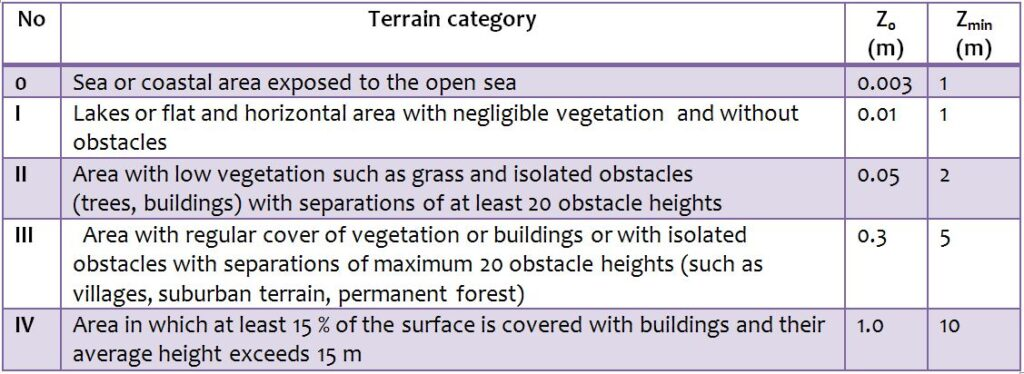 No Terrain category Zo Zmin
(m) (m)
0 Sea or coastal area exposed to the open sea 0.003 1
I Lakes or flat and horizontal area with negligible vegetation and without 0.01 1
obstacles
II Area with low vegetation such as grass and isolated obstacles 0.05 2
(trees, buildings) with separations of at least 20 obstacle heights
III Area with regular cover of vegetation or buildings or with isolated 0.3 5
obstacles with separations of maximum 20 obstacle heights (such as
villages, suburban terrain, permanent forest)
IV Area in which at least 15 % of the surface is covered with buildings and their 1.0 10
average height exceeds 15 m